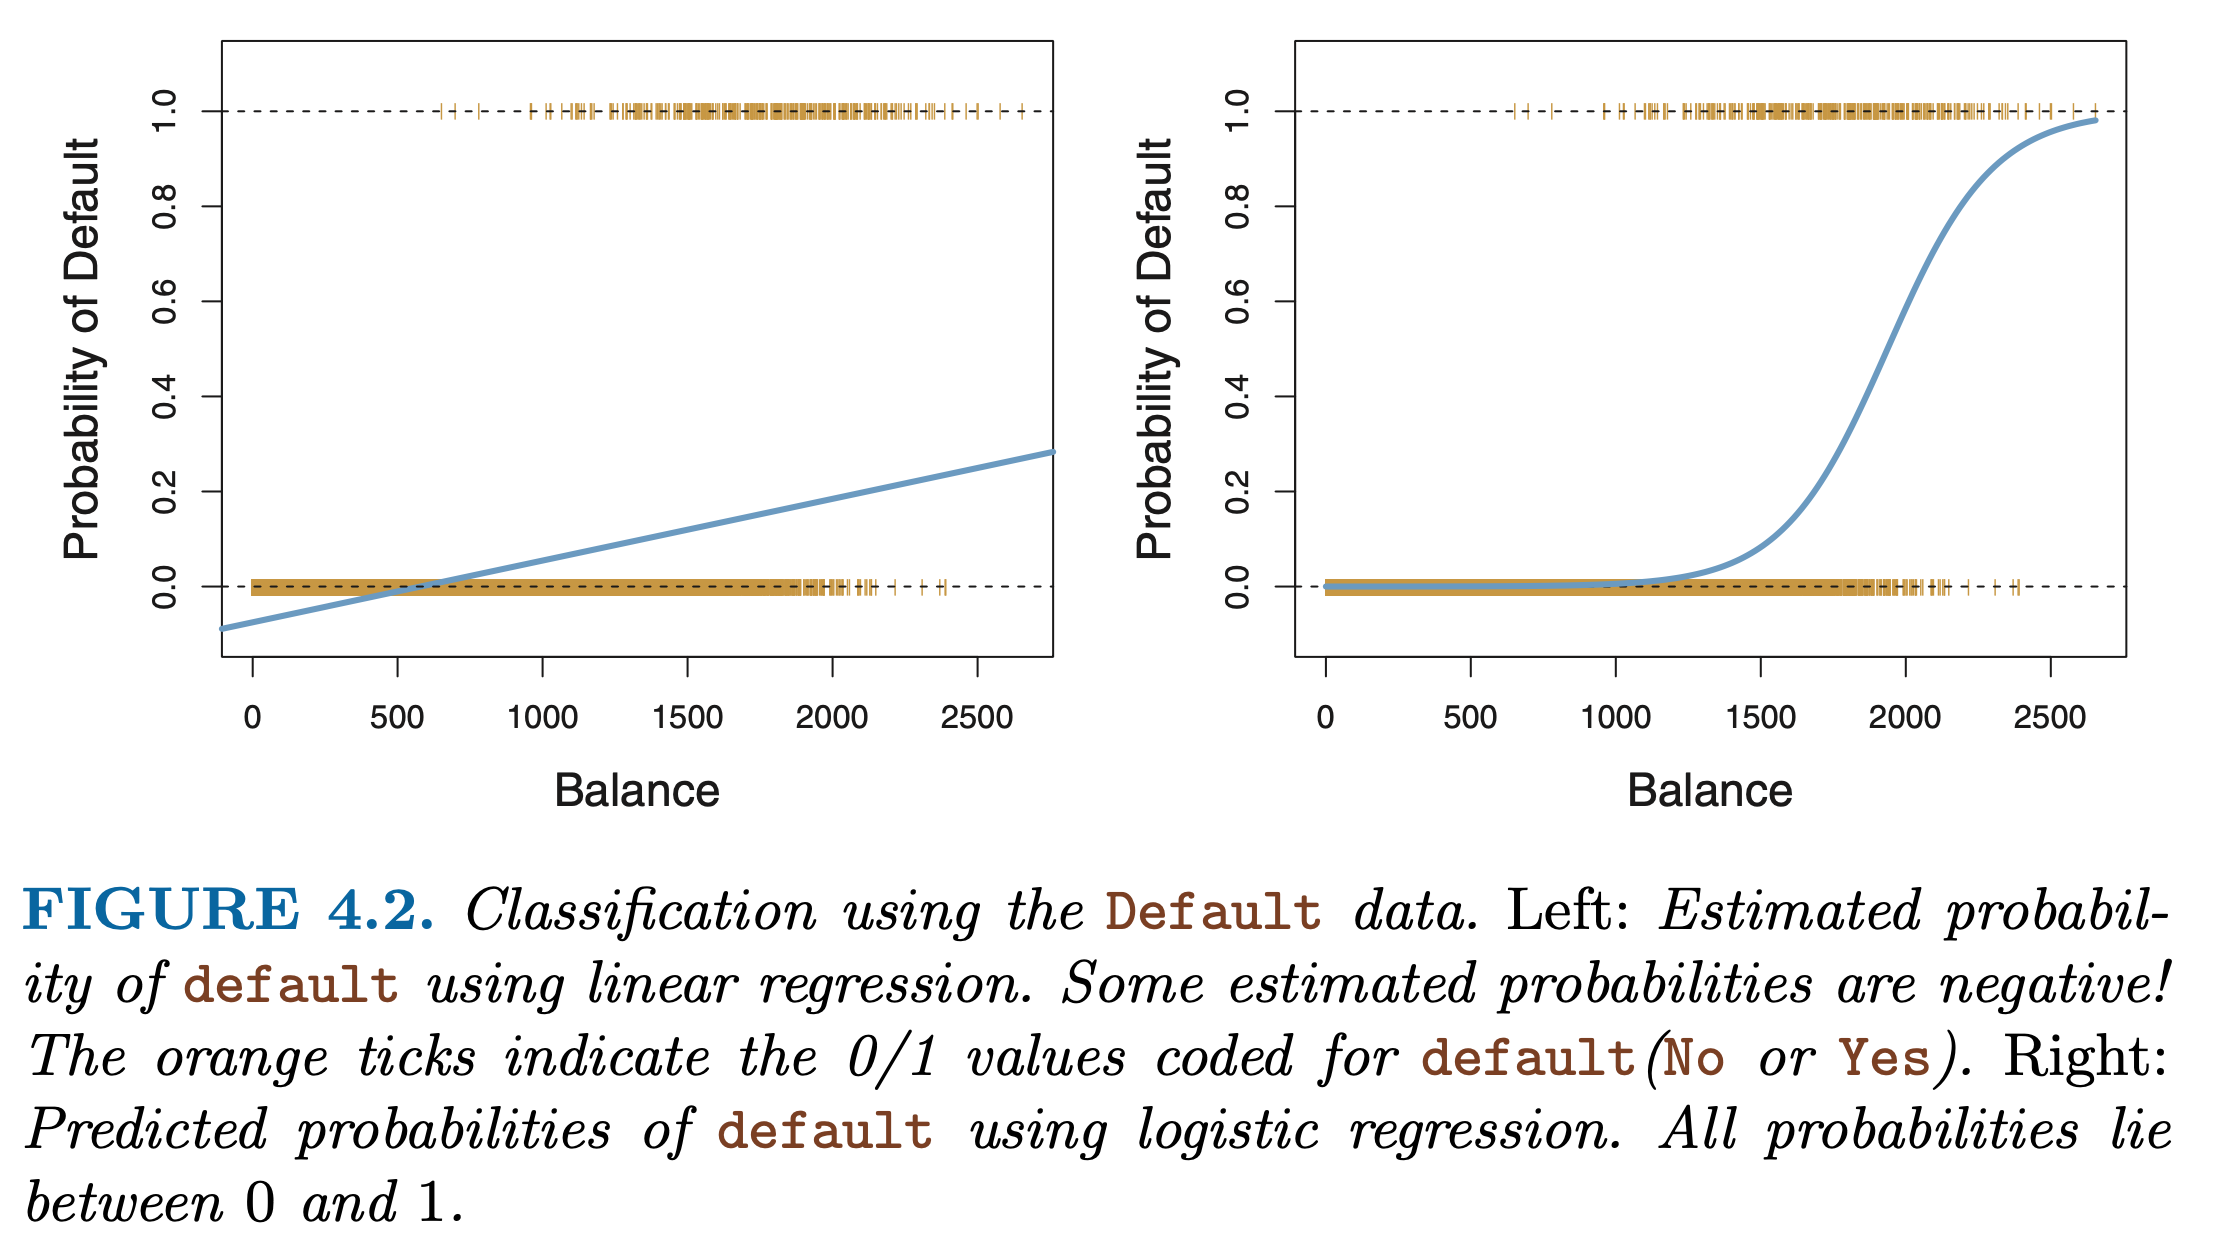 Probability of Default
1.0
0.8
0.6
0.4
0.2
0.0
0 500 1000 1500 2000 2500
Balance
Probability of Default
1.0
0.8
0.6
0.4
0.2
0.0
0 500 1000 1500 2000 2500
Balance
FIGURE 4.2. Classification using the Default data. Left: Estimated probabil-
ity of default using linear regression. Some estimated probabilities are negative!
The orange ticks indicate the 0/1 values coded for default(No or Yes). Right:
Predicted probabilities of default using logistic regression. All probabilities lie
between 0 and 1.